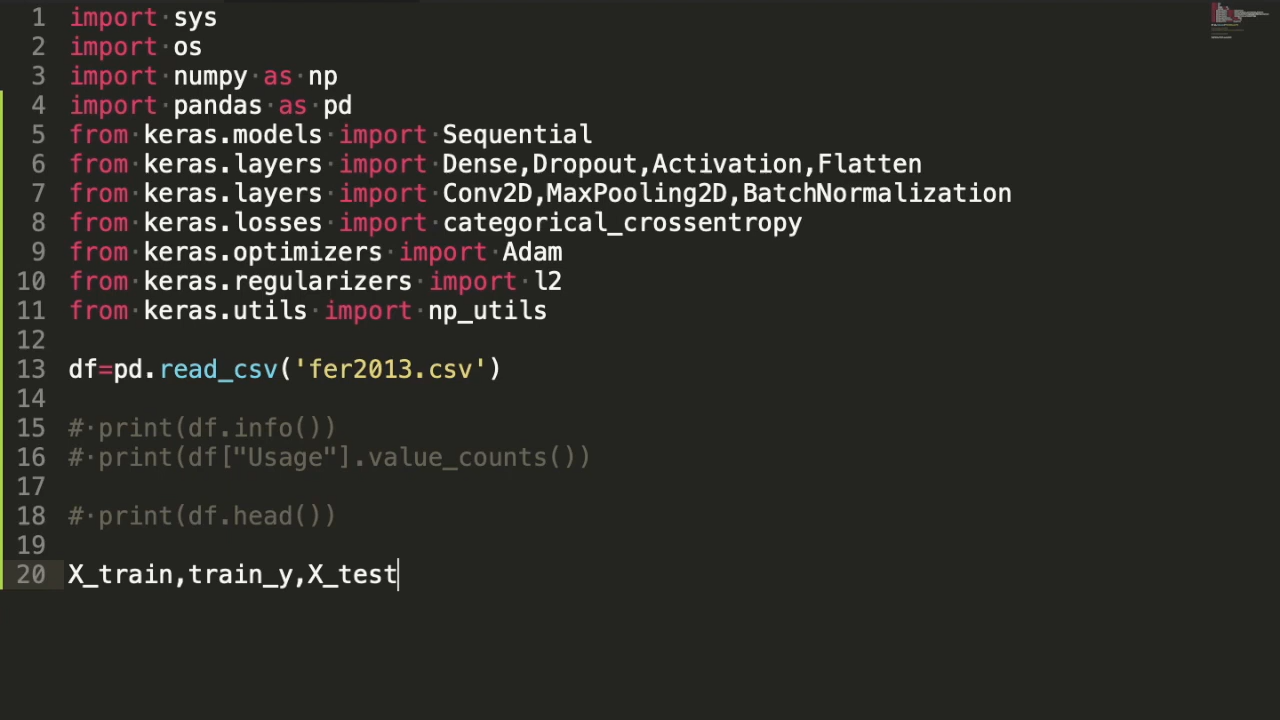 1 import sys
2 import os
3 import numpy as np
4 import pandas as pd
5 from keras.models import Sequential
6 from keras.layers import Dense,Dropout,Activation,Flatten
7 from keras.layers import Conv2D,MaxPooling2D,BatchNormalization
8 from keras.losses import categorical_crossentropy
9 from keras.optimizers import Adam
10 from keras.regularizers import l2
11 from keras.utils import np_utils
12
13 df=pd.read_csv('fer2013.csv')
14
15 # print(df.info())
16 # print(df["Usage"].value_counts())
17
18 # print(df.head())
19
20 X_train,train_y,X_test